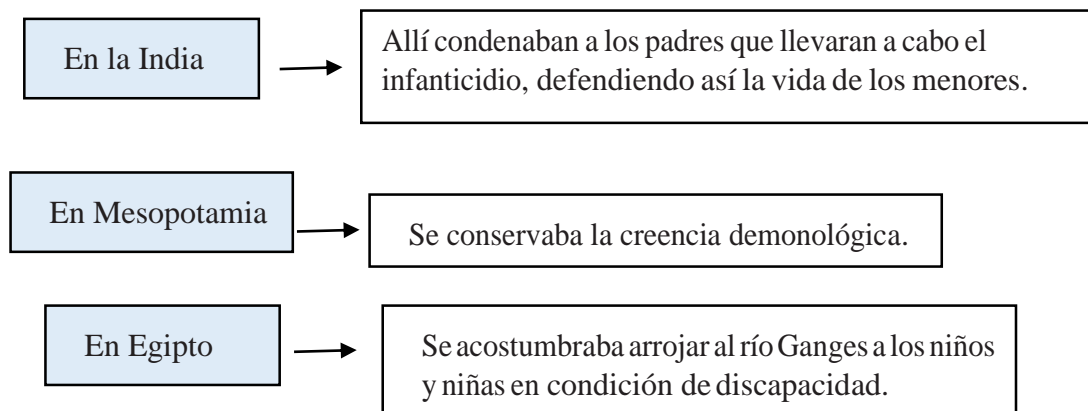 En la India
Allí condenaban a los padres que llevaran a cabo el
infanticidio, defendiendo así la vida de los menores.
En Mesopotamia
Se conservaba la creencia demonológica.
En Egipto
Se acostumbraba arrojar al río Ganges a los niños
y niñas en condición de discapacidad.